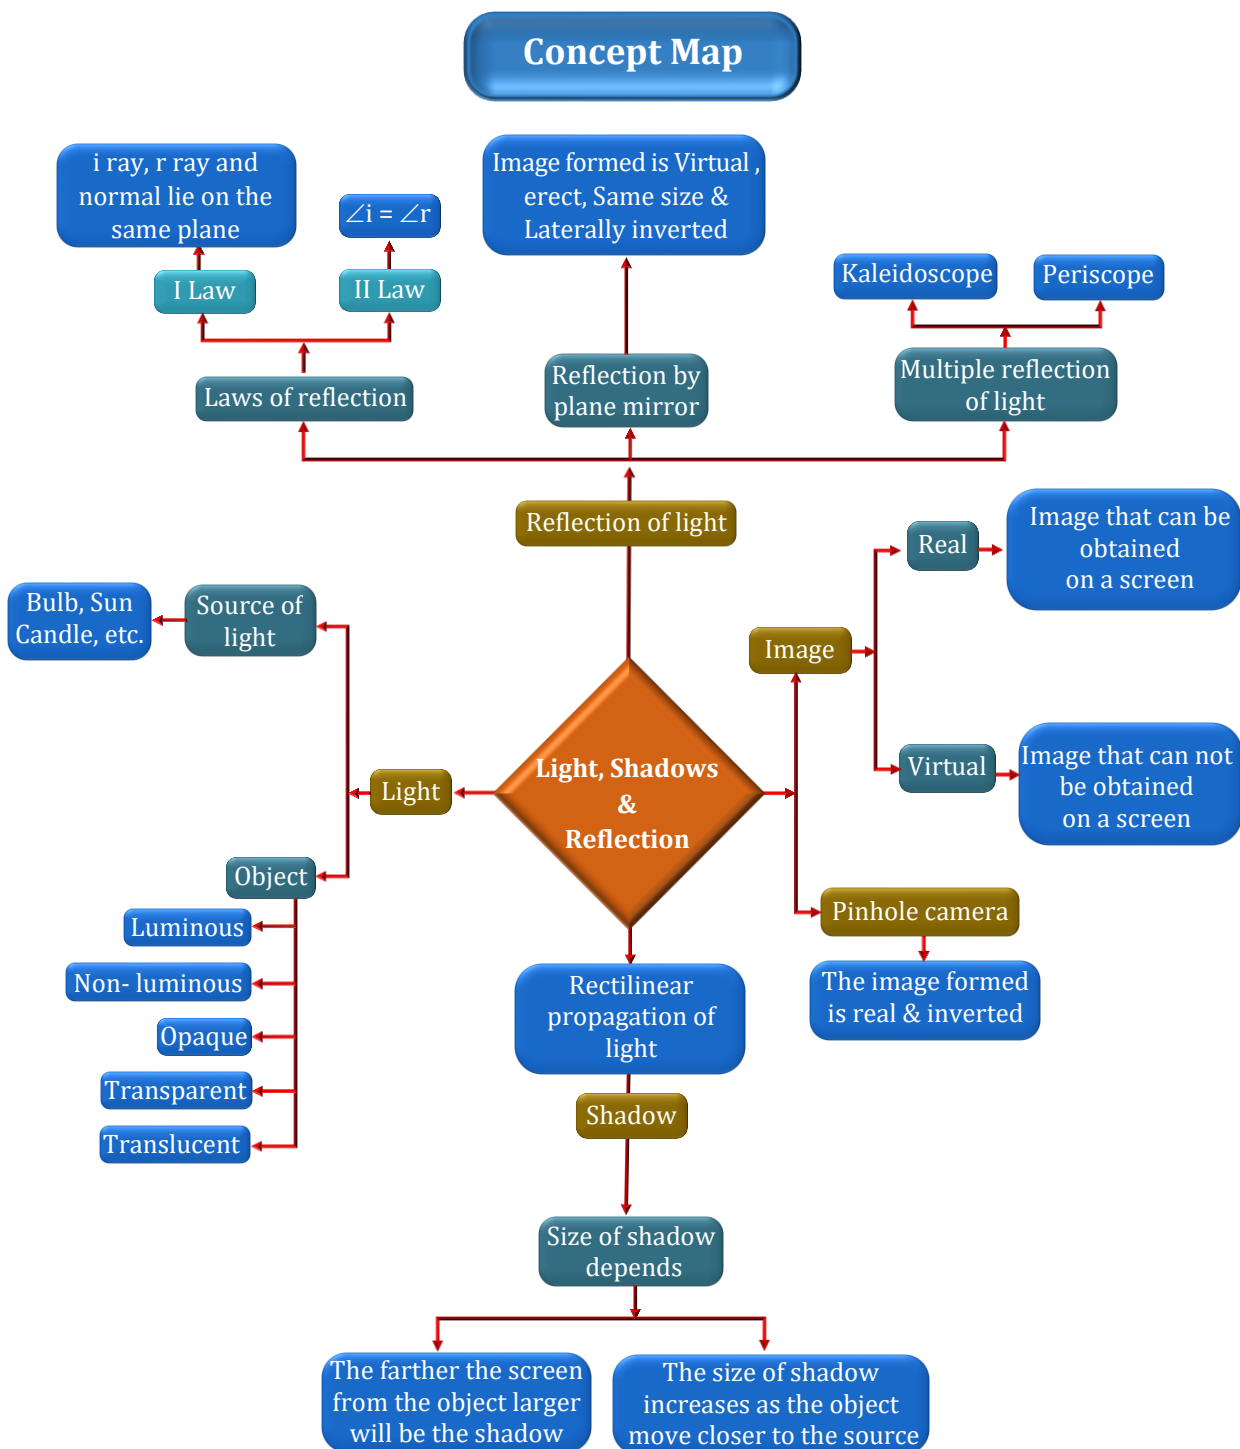 Concept Map
i ray, r ray and
normal lie on the
same plane
∠i = ∠r
I Law
II Law
Laws of reflection
Image formed is Virtual ,
erect, Same size &
Laterally inverted
Reflection by
plane mirror
Kaleidoscope
Periscope
Multiple reflection
of light
Reflection of light
Bulb, Sun
Candle, etc.
Source of
light
Light
Object
Luminous
Non- luminous
Opaque
Transparent
Translucent
Light, Shadows
&
Reflection
Image
Real
Image that can be
obtained
on a screen
Virtual
Image that can not
be obtained
on a screen
Pinhole camera
The image formed
is real & inverted
Rectilinear
propagation of
light
Shadow
Size of shadow
depends
The farther the screen
from the object larger
will be the shadow
The size of shadow
increases as the object
move closer to the source